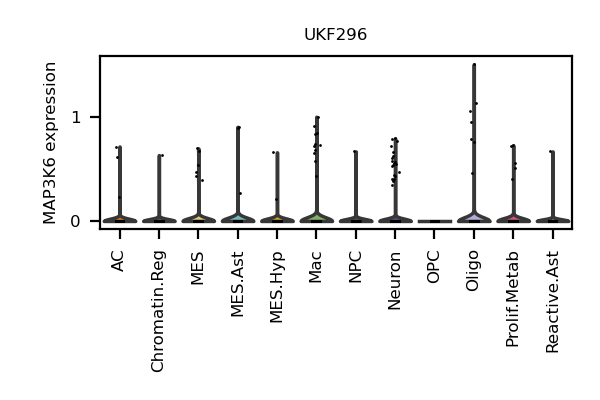 UKF296
MAP3K6 expression
1
0
AC
Chromatin.Reg
MES
MES.Ast
MES.Hyp
Mac
NPC
Neuron
OPC
Oligo
Prolif.Metab
Reactive.Ast